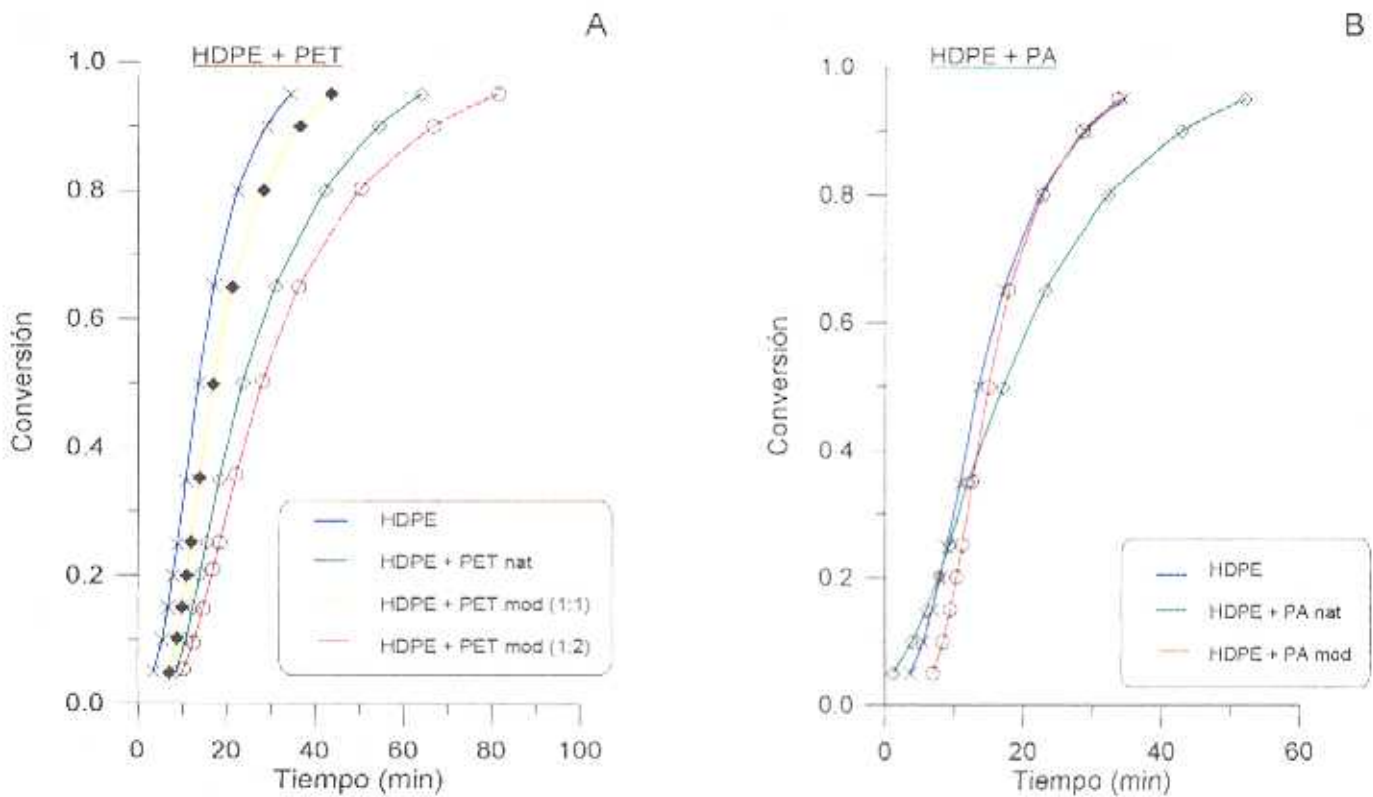 A
HDPE + PET
1.0
0.8
0.6
0.4
0.2
0.0
Conversión
HDPE
HDPE + PET nat
HDPE + PET mod (1:1)
HDPE + PET mod (1:2)
0 20 40 60 80 100
Tiempo (min)
B
HDPE + PA
1.0
0.8
0.6
0.4
0.2
0.0
Conversión
HDPE
HDPE + PA nat
HDPE + PA mod
0 20 40 60
Tiempo (min)